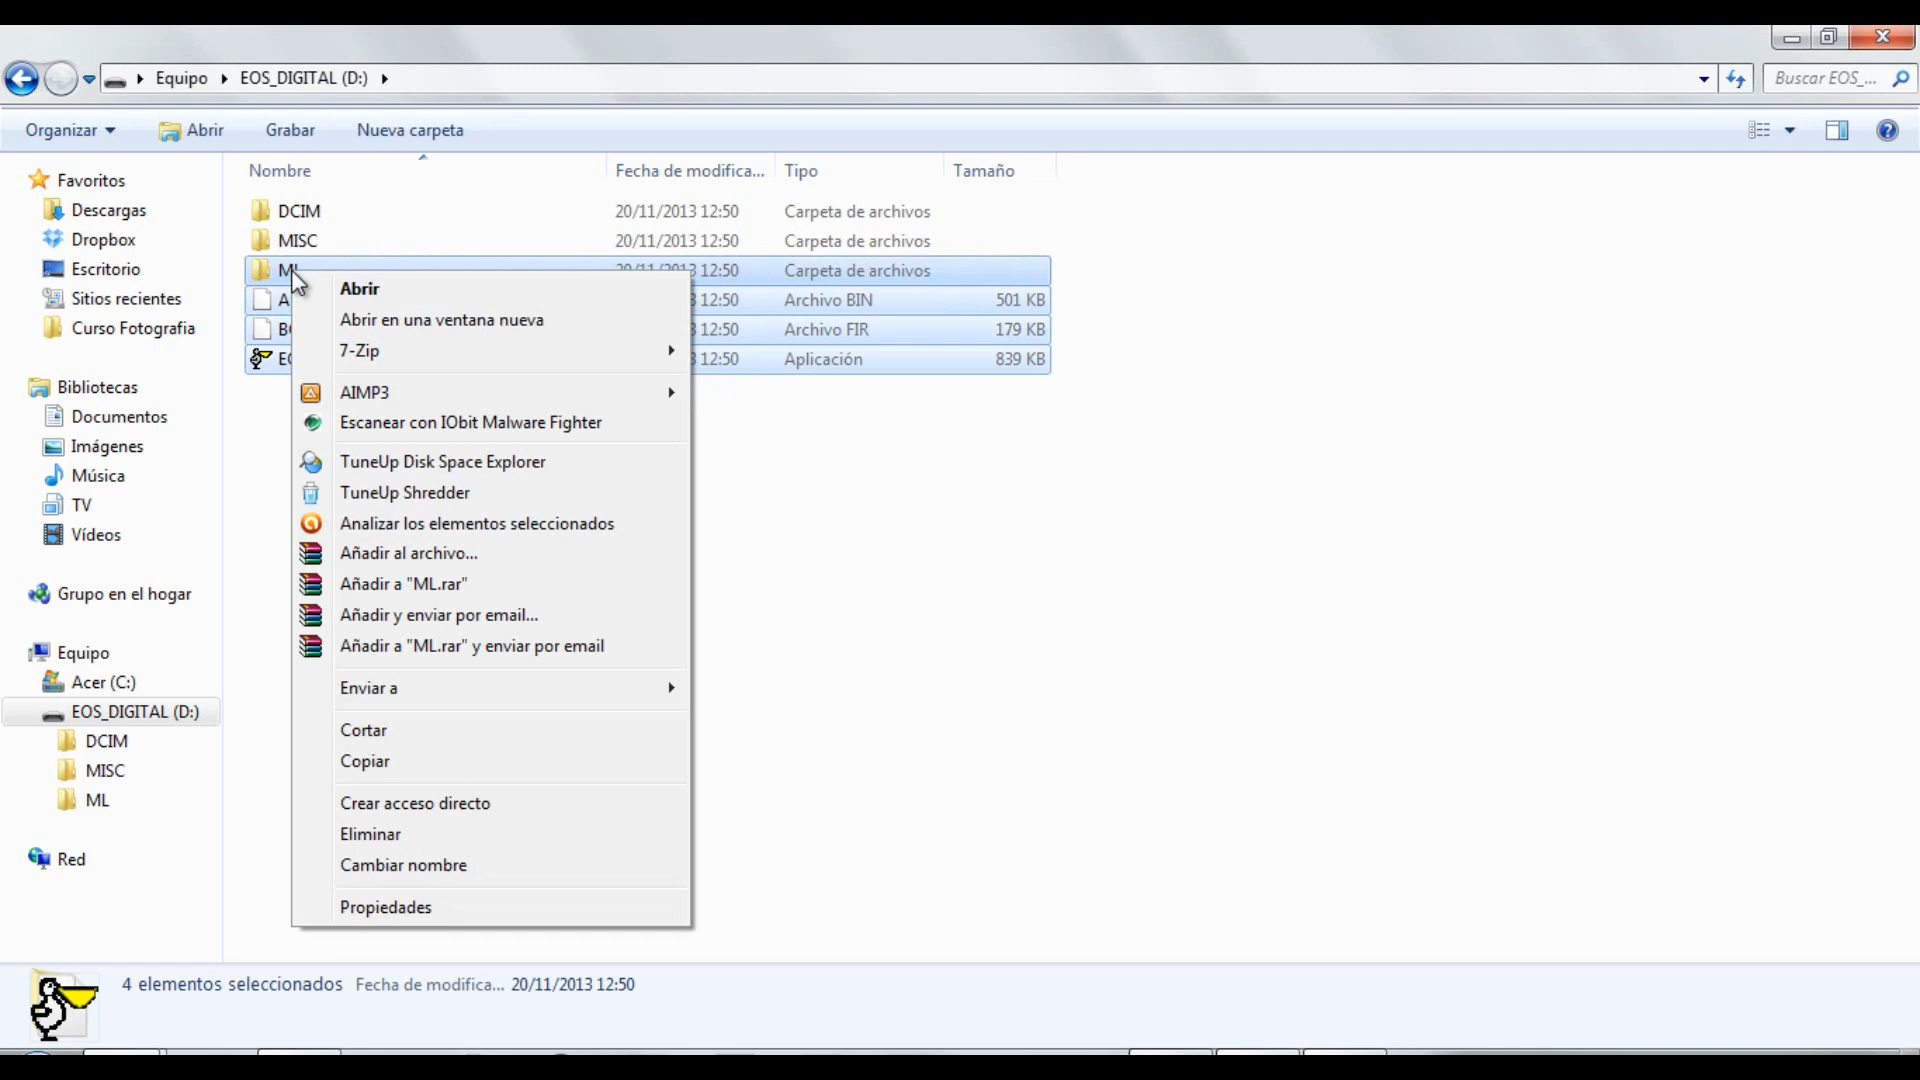 Equipo EOS_DIGITAL (D:)
Buscar EOS_...
Organizar Abrir Grabar Nueva carpeta
Nombre Fecha de modifica... Tipo Tamaño
Favoritos
Descargas
Dropbox
Escritorio
Sitios recientes
Curso Fotografia
Bibliotecas
Documentos
Imágenes
Música
TV
Vídeos
Grupo en el hogar
Equipo
Acer (C:)
EOS_DIGITAL (D:)
DCIM
MISC
ML
Red
DCIM 20/11/2013 12:50 Carpeta de archivos
MISC 20/11/2013 12:50 Carpeta de archivos
12:50 Carpeta de archivos
12:50 Archivo BIN 501 KB
12:50 Archivo FIR 179 KB
12:50 Aplicación 839 KB
Abrir
Abrir en una ventana nueva
7-Zip
AIMP3
Escanear con IObit Malware Fighter
TuneUp Disk Space Explorer
TuneUp Shredder
Analizar los elementos seleccionados
Añadir al archivo...
Añadir a "ML.rar"
Añadir y enviar por email...
Añadir a "ML.rar" y enviar por email
Enviar a
Cortar
Copiar
Crear acceso directo
Eliminar
Cambiar nombre
Propiedades
4 elementos seleccionados Fecha de modifica... 20/11/2013 12:50